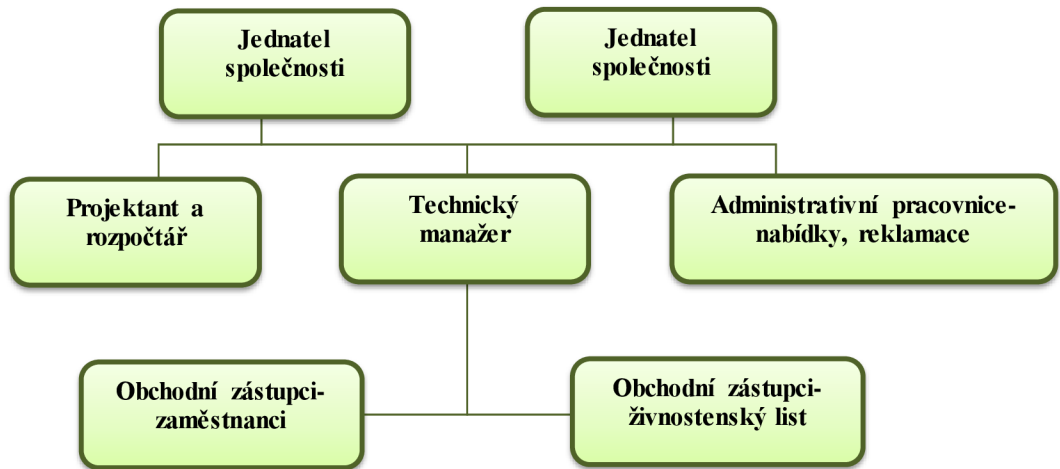 Jednatel
společnosti
Jednatel
společnosti
Projektant a
rozpočtář
Technický
manažer
Administrativní pracovnice-
nabídky, reklamace
Obchodní zástupci-
zaměstnanci
Obchodní zástupci-
živnostenský list